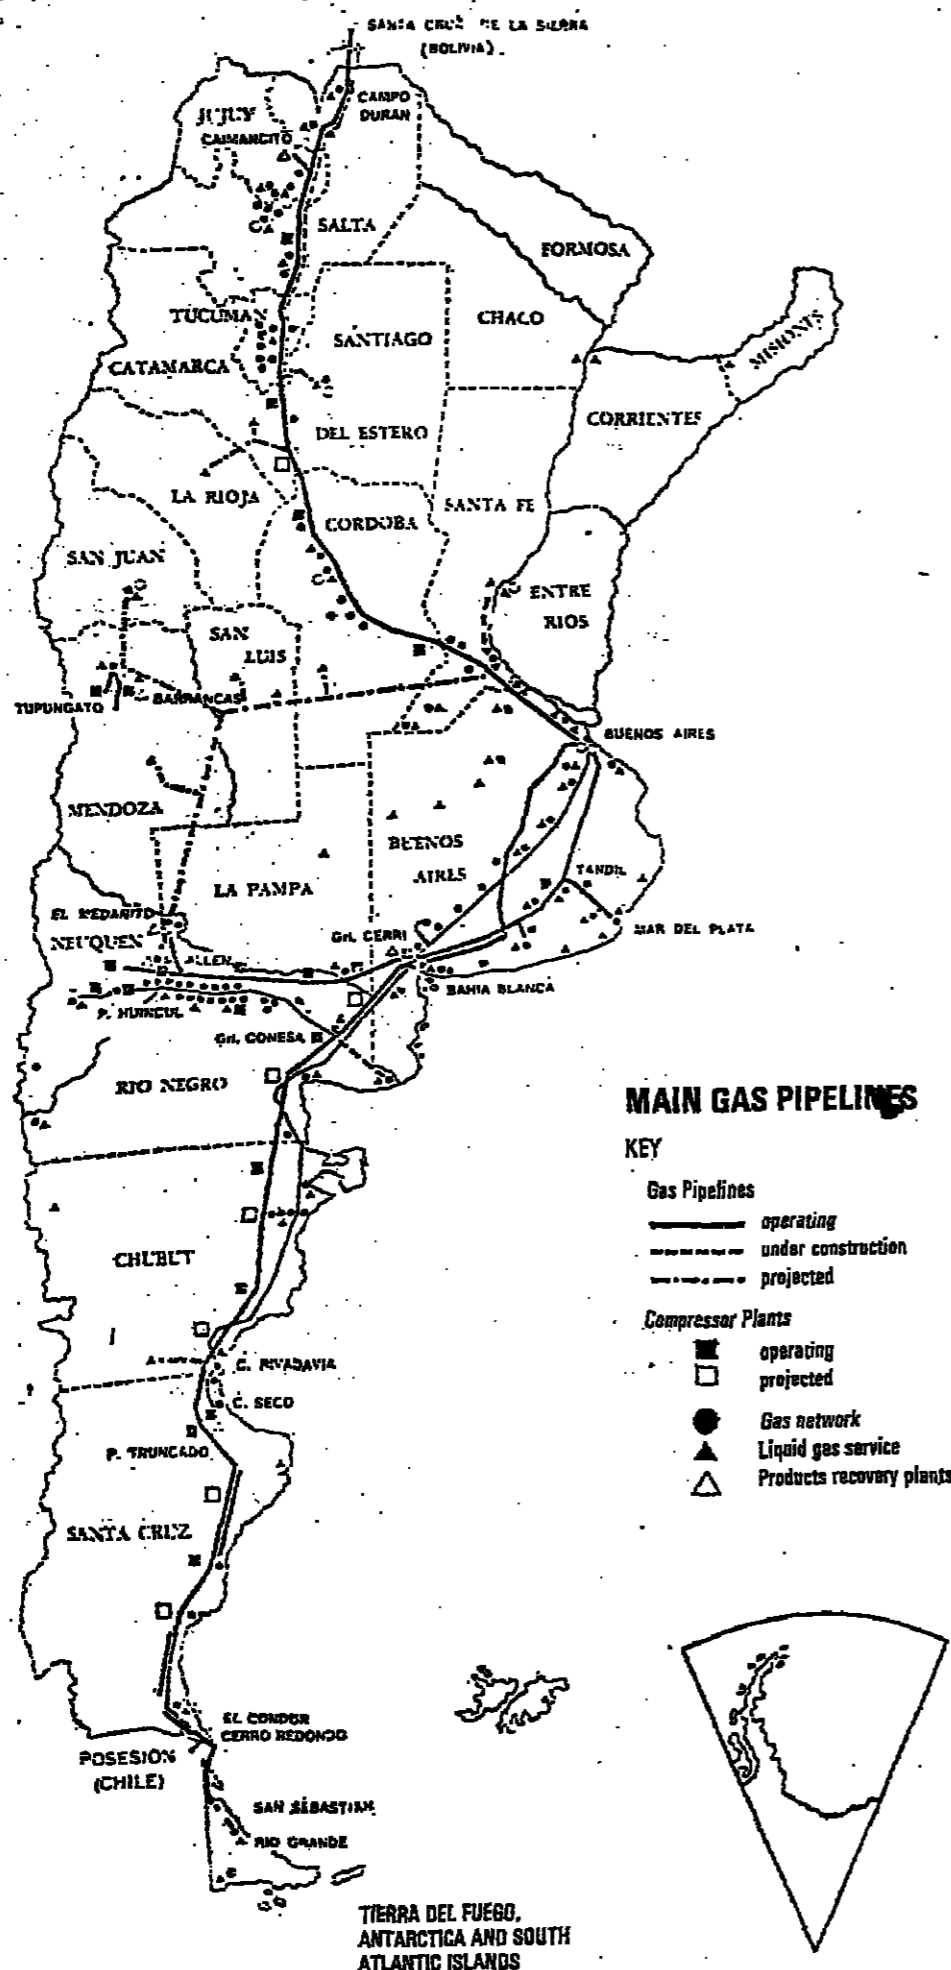 SANTA CRUZ DE LA SIERRA
(BOLIVIA)
CAMPO
DURAN
JUJUY
CAIMANCITO
SALTA
FORMOSA
TUCUMAN
SANTIAGO
CHACO
MISIONES
CATAMARCA
CORRIENTES
DEL ESTERO
LA RIOJA
CORDOBA
SANTA FE
SAN JUAN
ENTRE
RIOS
SAN
LUIS
TUPUNGATO
BARRANCAS
BUENOS AIRES
MENDOZA
BUENOS
AIRES
TANDIL
LA PAMPA
EL MEDANITO
Grl. CERRI
MAR DEL PLATA
NEUQUEN
ALLEN
BAHIA BLANCA
P. HUINCUL
Grl. CONESA
RIO NEGRO
MAIN GAS PIPELINES
KEY
Gas Pipelines
operating
under construction
projected
CHUBUT
Compressor Plants
operating
projected
C. RIVADAVIA
C. SECO
Gas network
P. TRUNCADO
Liquid gas service
Products recovery plants
SANTA CRUZ
EL CONDOR
CERRO REDONDO
POSESION
(CHILE)
SAN SEBASTIAN
RIO GRANDE
TIERRA DEL FUEGO,
ANTARCTICA AND SOUTH
ATLANTIC ISLANDS